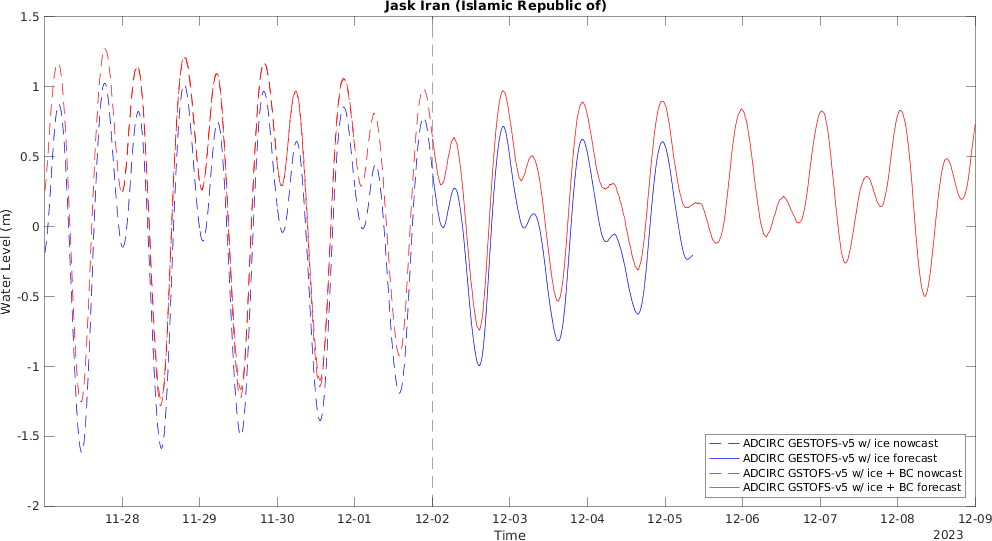 Jask Iran (Islamic Republic of)
Water Level (m)
1.5
1
0.5
0
-0.5
-1
-1.5
-2
ADCIRC GESTOFS-v5 w/ ice nowcast
ADCIRC GESTOFS-v5 w/ ice forecast
ADCIRC GSTOFS-v5 w/ ice + BC nowcast
ADCIRC GSTOFS-v5 w/ ice + BC forecast
11-28 11-29 11-30 12-01 12-02 12-03 12-04 12-05 12-06 12-07 12-08 12-09
Time
2023